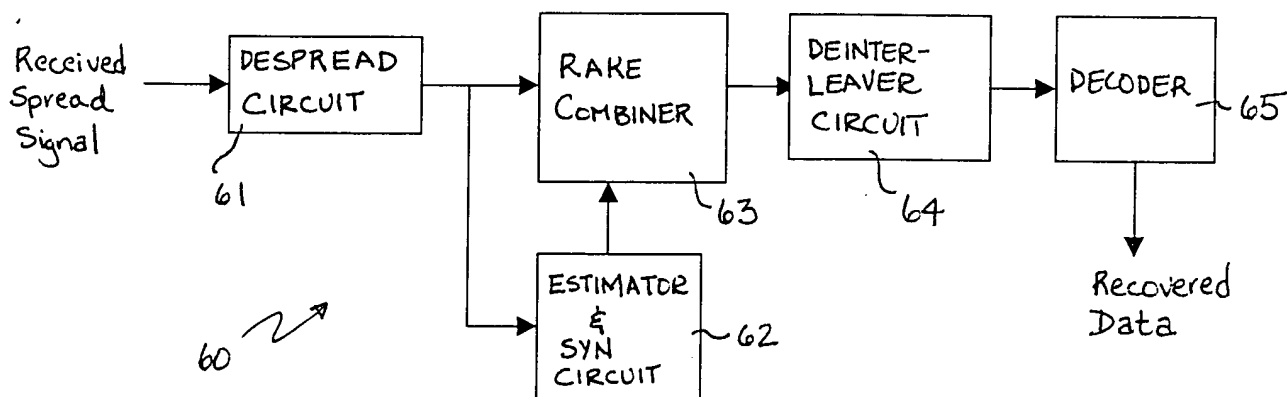 Received
Spread
Signal
DESPREAD
CIRCUIT
61
RAKE
COMBINER
63
DEINTER-
LEAVER
CIRCUIT
64
DECODER
65
ESTIMATOR
&
SYN
CIRCUIT
62
60
Recovered
Data